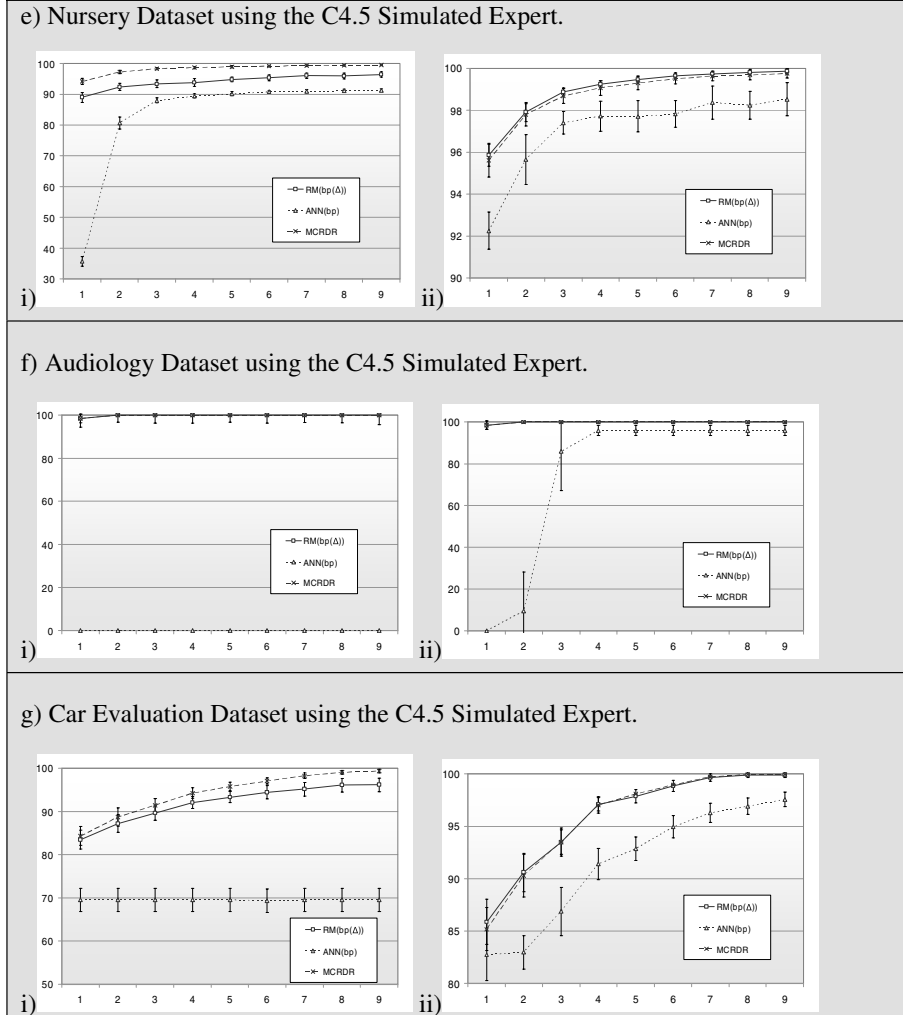 e) Nursery Dataset using the C4.5 Simulated Expert.
100
90
80
70
60
50
40
30
1 2 3 4 5 6 7 8 9
RM(bp(Δ))
ANN(bp)
MCRDR
i)
100
98
96
94
92
90
1 2 3 4 5 6 7 8 9
RM(bp(Δ))
ANN(bp)
MCRDR
ii)
f) Audiology Dataset using the C4.5 Simulated Expert.
100
80
60
40
20
0
1 2 3 4 5 6 7 8 9
RM(bp(Δ))
ANN(bp)
MCRDR
i)
100
80
60
40
20
0
1 2 3 4 5 6 7 8 9
RM(bp(Δ))
ANN(bp)
MCRDR
ii)
g) Car Evaluation Dataset using the C4.5 Simulated Expert.
100
90
80
70
60
50
1 2 3 4 5 6 7 8 9
RM(bp(Δ))
ANN(bp)
MCRDR
i)
100
95
90
85
80
1 2 3 4 5 6 7 8 9
RM(bp(Δ))
ANN(bp)
MCRDR
ii)